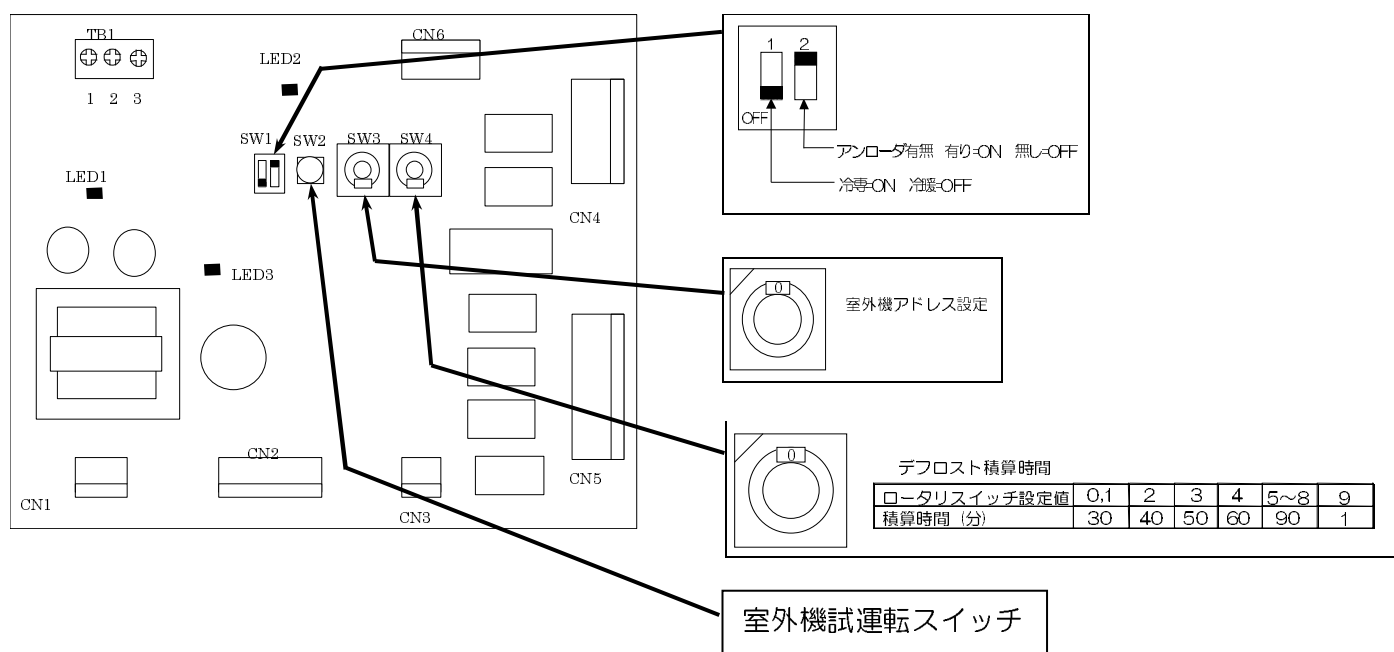 TB1
1 2 3
LED2
CN6
SW1 SW2 SW3 SW4
LED1
LED3
CN4
CN5
CN1
CN2
CN3
1 2
OFF
アンローダ有無 有り=ON 無し=OFF
冷専=ON 冷暖=OFF
0
室外機アドレス設定
0
デフロスト積算時間
ロータリスイッチ設定値 0,1 2 3 4 5~8 9
積算時間 (分) 30 40 50 60 90 1
室外機試運転スイッチ